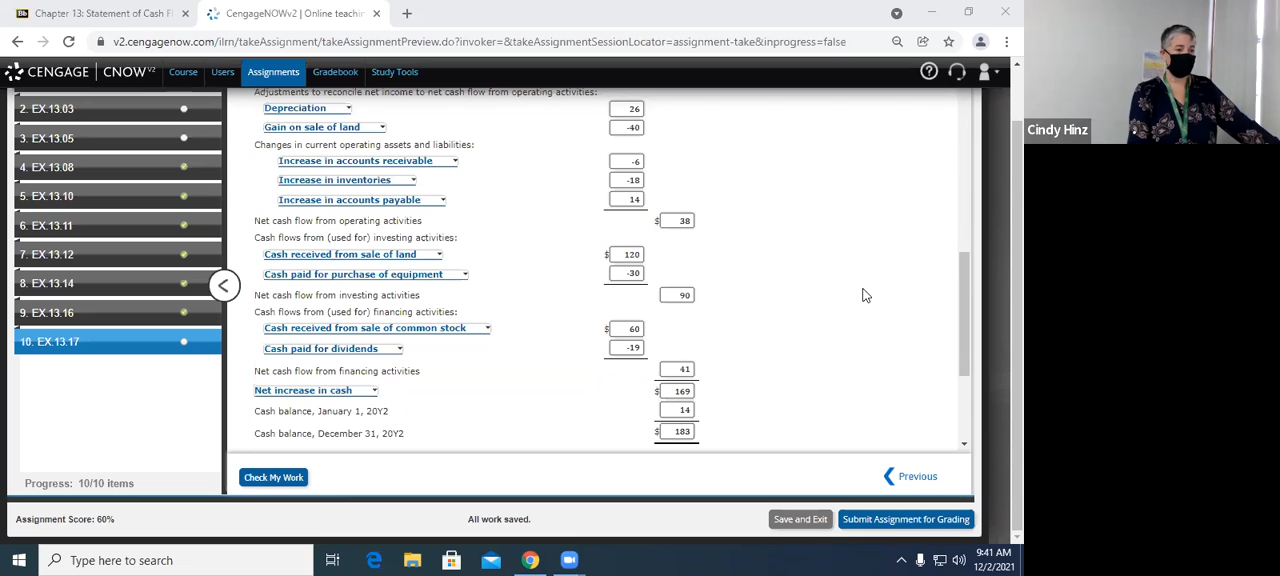 Chapter 13: Statement of Cash Fl
CengageNOWv2 | Online teachin
v2.cengagenow.com/ilrn/takeAssignment/takeAssignmentPreview.do?invoker=&takeAssignmentSessionLocator=assignment-take&inprogress=false
CENGAGE | CNOWv2 Course Users Assignments Gradebook Study Tools
2. EX.13.03
3. EX.13.05
4. EX.13.08
5. EX.13.10
6. EX.13.11
7. EX.13.12
8. EX.13.14
9. EX.13.16
10. EX.13.17
Progress: 10/10 items
Adjustments to reconcile net income to net cash flow from operating activities:
Depreciation 26
Gain on sale of land -40
Changes in current operating assets and liabilities:
Increase in accounts receivable -6
Increase in inventories -18
Increase in accounts payable 14
Net cash flow from operating activities $ 38
Cash flows from (used for) investing activities:
Cash received from sale of land $ 120
Cash paid for purchase of equipment -30
Net cash flow from investing activities 90
Cash flows from (used for) financing activities:
Cash received from sale of common stock $ 60
Cash paid for dividends -19
Net cash flow from financing activities 41
Net increase in cash $ 169
Cash balance, January 1, 20Y2 14
Cash balance, December 31, 20Y2 $ 183
Check My Work
Previous
Assignment Score: 60%
All work saved.
Save and Exit
Submit Assignment for Grading
Cindy Hinz
Type here to search
9:41 AM
12/2/2021